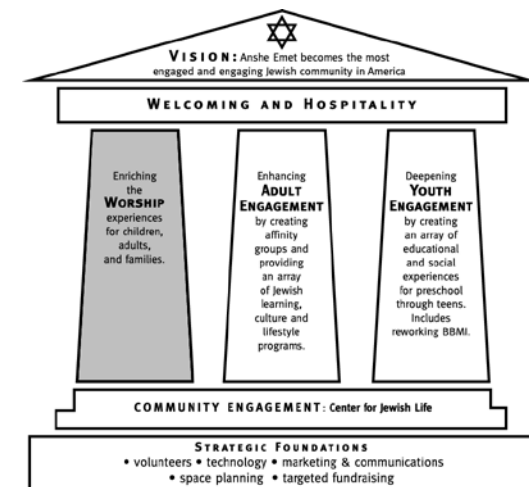 VISION: Anshe Emet becomes the most
engaged and engaging Jewish community in America
WELCOMING AND HOSPITALITY
Enriching
the
WORSHIP
experiences
for children,
adults,
and families.
Enhancing
ADULT
ENGAGEMENT
by creating
affinity
groups and
providing
an array
of Jewish
learning,
culture and
lifestyle
programs.
Deepening
YOUTH
ENGAGEMENT
by creating
an array of
educational
and social
experiences
for preschool
through teens.
Includes
reworking BBMI.
COMMUNITY ENGAGEMENT: Center for Jewish Life
STRATEGIC FOUNDATIONS
• volunteers • technology • marketing & communications
• space planning • targeted fundraising